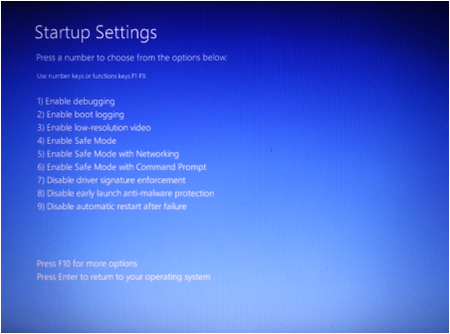 Startup Settings
Press a number to choose from the options below:
Use number keys or functions keys F1-F9.
1) Enable debugging
2) Enable boot logging
3) Enable low-resolution video
4) Enable Safe Mode
5) Enable Safe Mode with Networking
6) Enable Safe Mode with Command Prompt
7) Disable driver signature enforcement
8) Disable early launch anti-malware protection
9) Disable automatic restart after failure
Press F10 for more options
Press Enter to return to your operating system